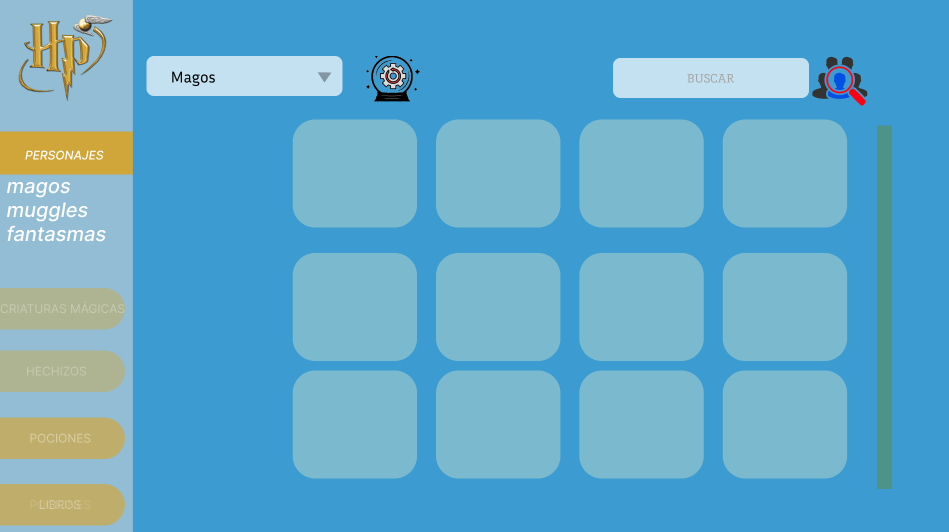 Hp
Magos
BUSCAR
PERSONAJES
magos
muggles
fantasmas
CRIATURAS MÁGICAS
HECHIZOS
POCIONES
LIBROS